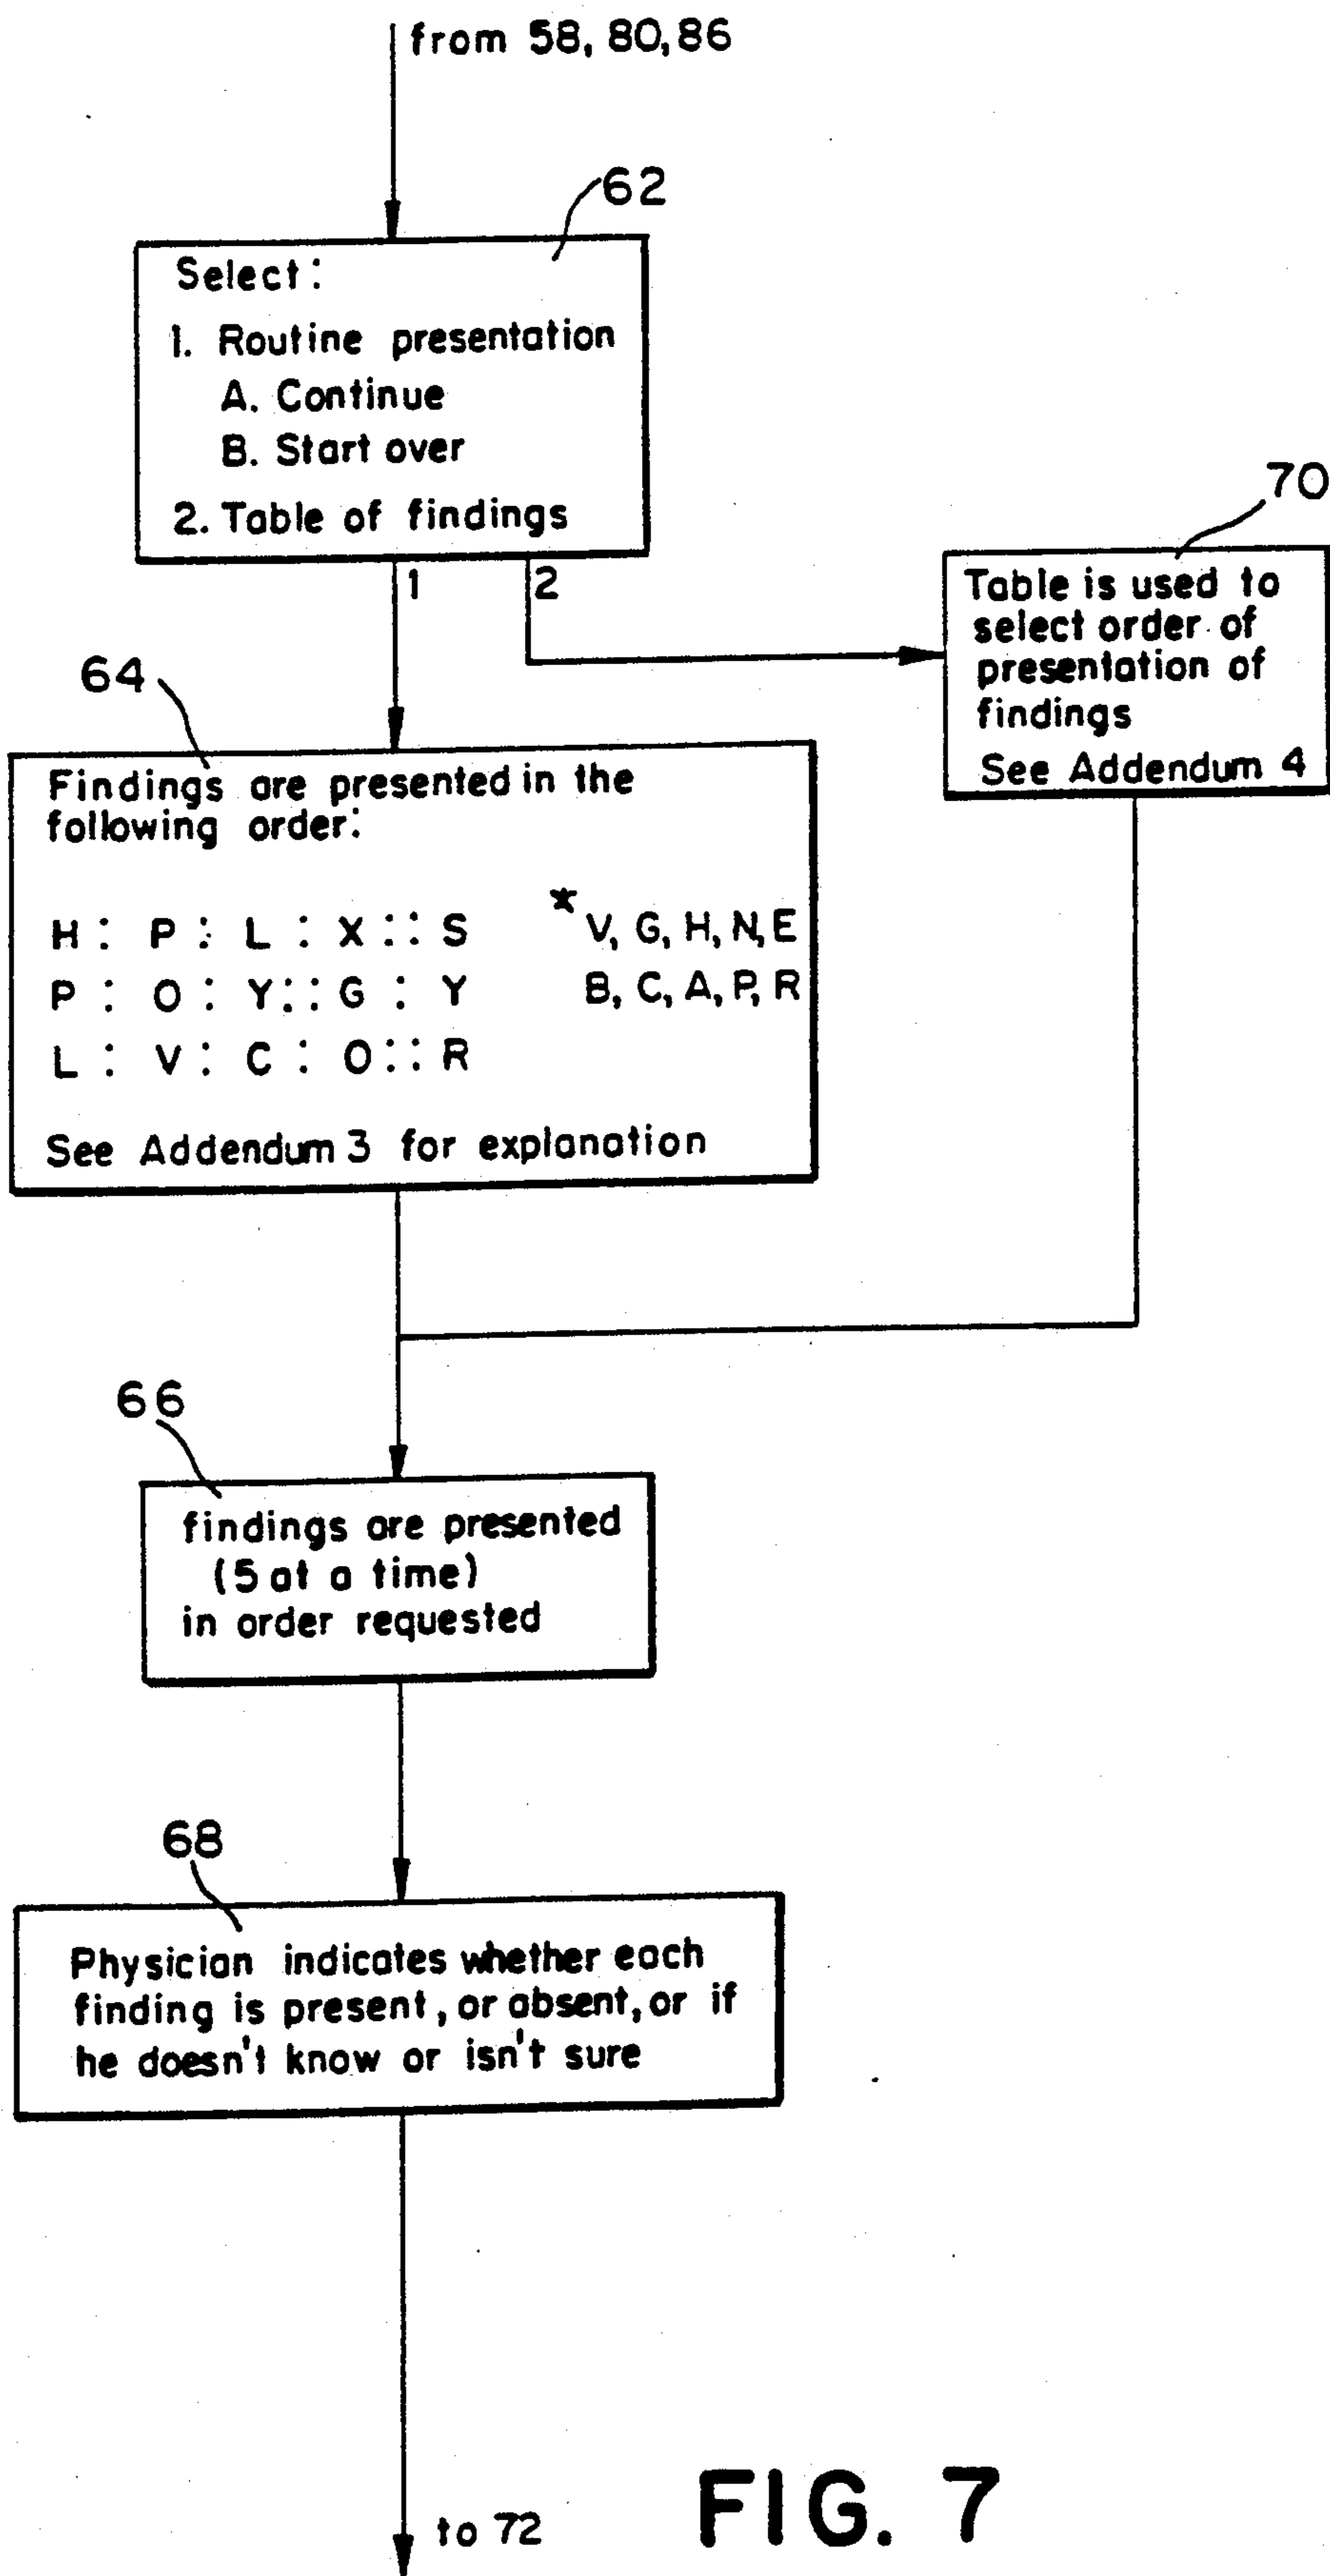 from 58, 80, 86
62
Select:
1. Routine presentation
A. Continue
B. Start over
2. Table of findings
1
2
70
Table is used to
select order of
presentation of
findings
See Addendum 4
64
Findings are presented in the
following order:
H : P : L : X :: S * V, G, H, N, E
P : O : Y :: G : Y B, C, A, P, R
L : V : C : O :: R
See Addendum 3 for explanation
66
findings are presented
(5 at a time)
in order requested
68
Physician indicates whether each
finding is present, or absent, or if
he doesn't know or isn't sure
to 72
FIG. 7